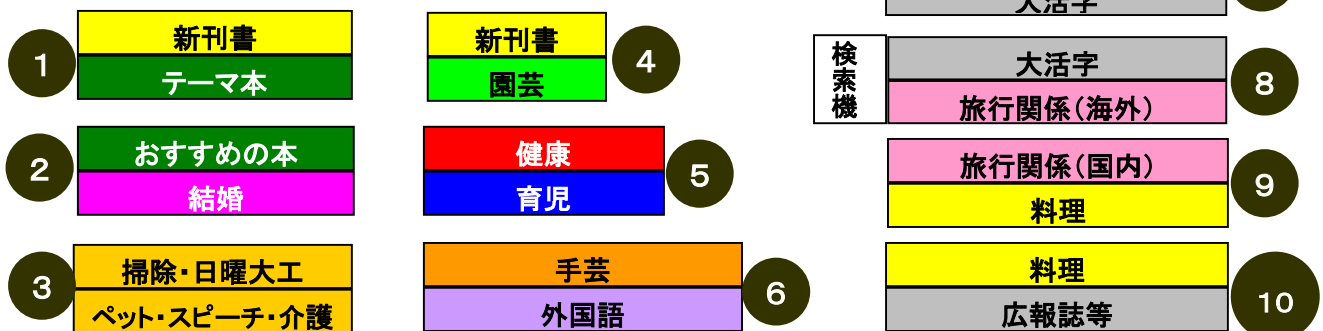 大活字
1
新刊書
テーマ本
新刊書
園芸
4
検索機
大活字
旅行関係（海外）
8
2
おすすめの本
結婚
健康
育児
5
旅行関係（国内）
料理
9
3
掃除・日曜大工
ペット・スピーチ・介護
手芸
外国語
6
料理
広報誌等
10